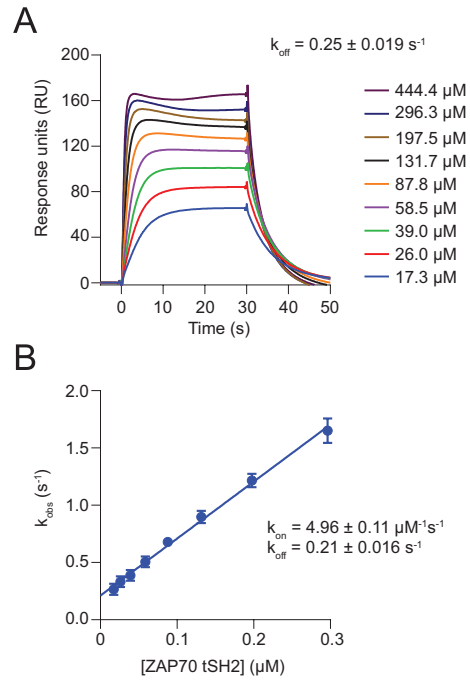 A
k_off = 0.25 ± 0.019 s⁻¹
Response units (RU)
200
160
120
80
40
0
0
10
20
30
40
50
Time (s)
444.4 µM
296.3 µM
197.5 µM
131.7 µM
87.8 µM
58.5 µM
39.0 µM
26.0 µM
17.3 µM
B
k_obs (s⁻¹)
2.0
1.5
1.0
0.5
0.0
k_on = 4.96 ± 0.11 µM⁻¹s⁻¹
k_off = 0.21 ± 0.016 s⁻¹
0
0.1
0.2
0.3
[ZAP70 tSH2] (µM)